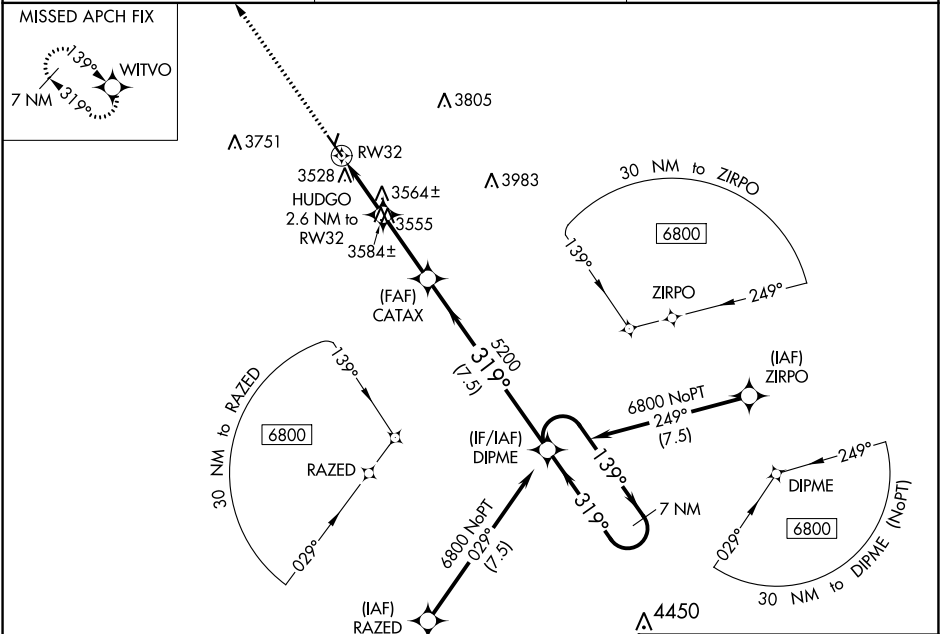 MISSED APCH FIX
139°
WITVO
7 NM
319°
3805
3751
RW32
3528
3564±
3983
HUDGO
2.6 NM to
RW32
3555
3584±
30 NM to ZIRPO
6800
139°
249°
ZIRPO
(FAF)
CATAX
5200
319°
(7.5)
30 NM to RAZED
139°
6800
RAZED
029°
(IAF)
ZIRPO
6800 NoPT
249°
(7.5)
(IF/IAF)
DIPME
139°
319°
7 NM
6800 NoPT
029°
(7.5)
249°
DIPME
6800
029°
30 NM to DIPME (NoPT)
(IAF)
RAZED
4450